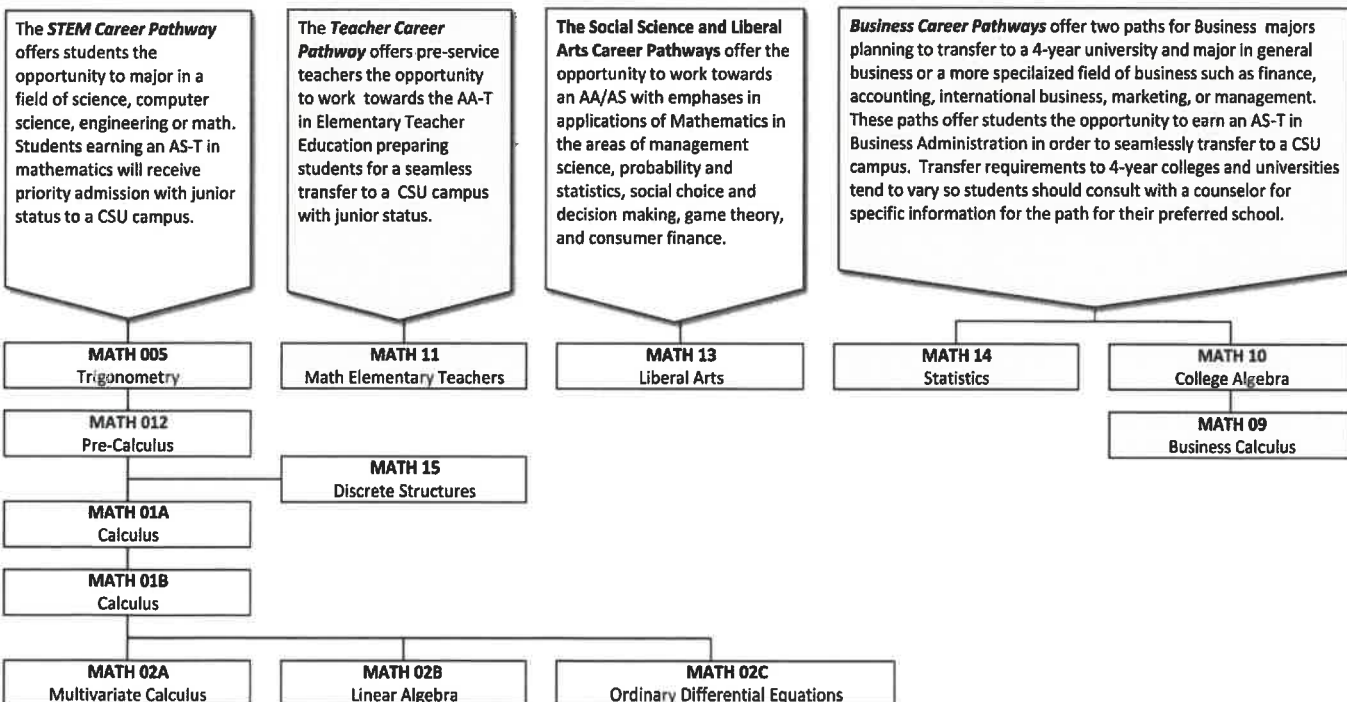 The STEM Career Pathway
offers students the
opportunity to major in a
field of science, computer
science, engineering or math.
Students earning an AS-T in
mathematics will receive
priority admission with junior
status to a CSU campus.
The Teacher Career
Pathway offers pre-service
teachers the opportunity
to work towards the AA-T
in Elementary Teacher
Education preparing
students for a seamless
transfer to a CSU campus
with junior status.
The Social Science and Liberal
Arts Career Pathways offer the
opportunity to work towards
an AA/AS with emphases in
applications of Mathematics in
the areas of management
science, probability and
statistics, social choice and
decision making, game theory,
and consumer finance.
Business Career Pathways offer two paths for Business majors
planning to transfer to a 4-year university and major in general
business or a more specilaized field of business such as finance,
accounting, international business, marketing, or management.
These paths offer students the opportunity to earn an AS-T in
Business Administration in order to seamlessly transfer to a CSU
campus. Transfer requirements to 4-year colleges and universities
tend to vary so students should consult with a counselor for
specific information for the path for their preferred school.
MATH 005
Trigonometry
MATH 11
Math Elementary Teachers
MATH 13
Liberal Arts
MATH 14
Statistics
MATH 10
College Algebra
MATH 012
Pre-Calculus
MATH 09
Business Calculus
MATH 15
Discrete Structures
MATH 01A
Calculus
MATH 01B
Calculus
MATH 02A
Multivariate Calculus
MATH 02B
Linear Algebra
MATH 02C
Ordinary Differential Equations